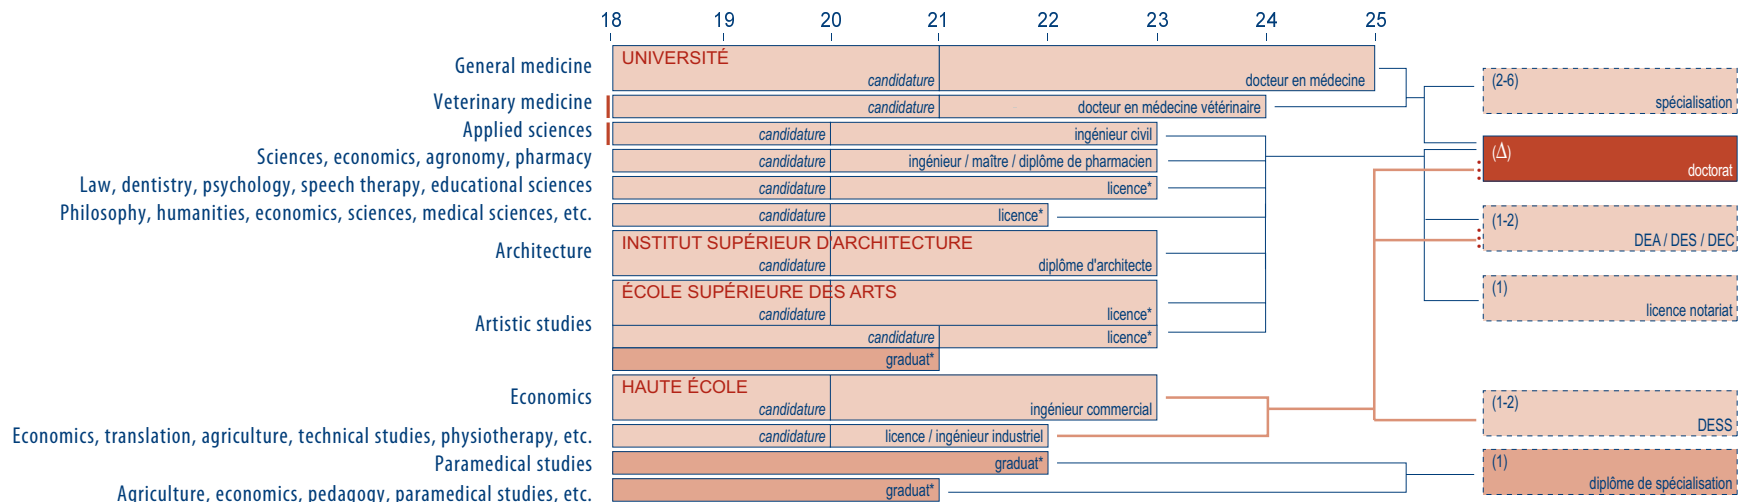 18 19 20 21 22 23 24 25
General medicine
UNIVERSITÉ
candidature
docteur en médecine
Veterinary medicine
candidature
docteur en médecine vétérinaire
Applied sciences
candidature
ingénieur civil
Sciences, economics, agronomy, pharmacy
candidature
ingénieur / maître / diplôme de pharmacien
Law, dentistry, psychology, speech therapy, educational sciences
candidature
licence*
Philosophy, humanities, economics, sciences, medical sciences, etc.
candidature
licence*
Architecture
INSTITUT SUPÉRIEUR D'ARCHITECTURE
candidature
diplôme d'architecte
Artistic studies
ÉCOLE SUPÉRIEURE DES ARTS
candidature
licence*
candidature
licence*
graduat*
Economics
HAUTE ÉCOLE
candidature
ingénieur commercial
Economics, translation, agriculture, technical studies, physiotherapy, etc.
candidature
licence / ingénieur industriel
Paramedical studies
graduat*
Agriculture, economics, pedagogy, paramedical studies, etc.
graduat*
(2-6)
spécialisation
(Δ)
doctorat
(1-2)
DEA / DES / DEC
(1)
licence notariat
(1-2)
DESS
(1)
diplôme de spécialisation